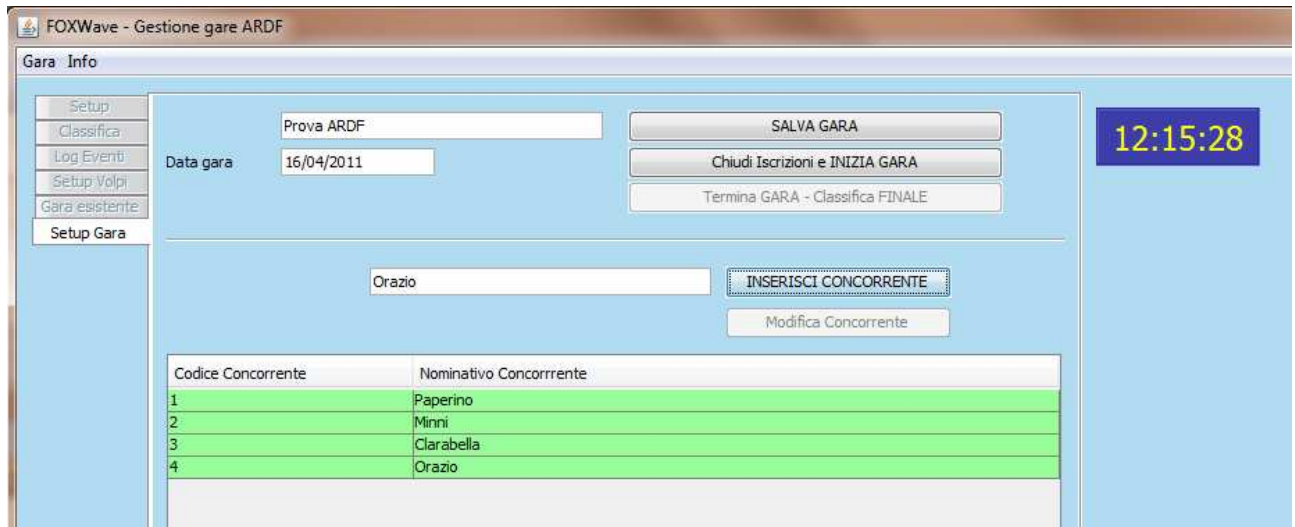 FOXWave - Gestione gare ARDF
Gara Info
Setup
Classifica
Log Eventi
Setup Volpi
Gara esistente
Setup Gara
Prova ARDF
SALVA GARA
Data gara 16/04/2011
Chiudi Iscrizioni e INIZIA GARA
Termina GARA - Classifica FINALE
12:15:28
Orazio
INSERISCI CONCORRENTE
Modifica Concorrente
Codice Concorrente Nominativo Concorrrente
1 Paperino
2 Minni
3 Clarabella
4 Orazio